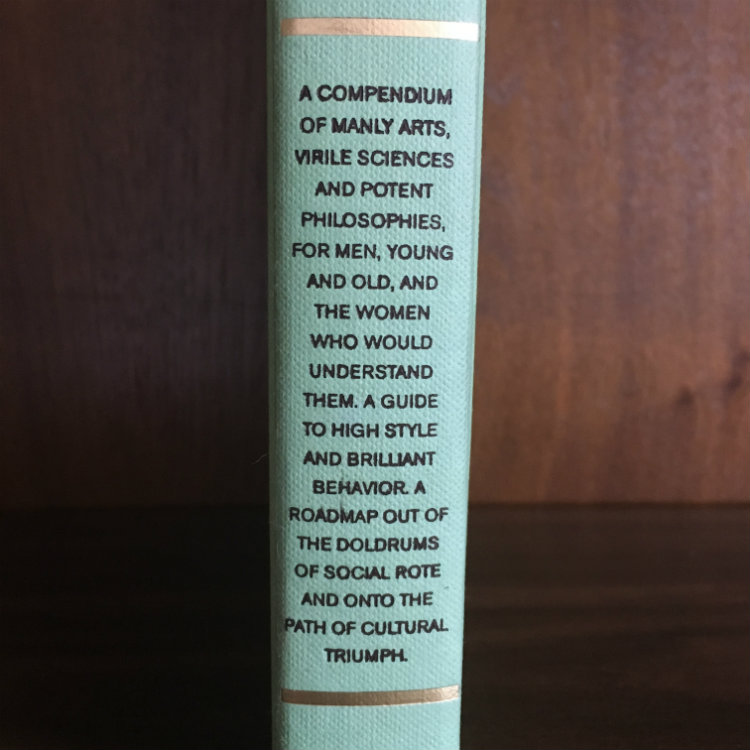 A COMPENDIUM
OF MANLY ARTS,
VIRILE SCIENCES
AND POTENT
PHILOSOPHIES,
FOR MEN, YOUNG
AND OLD, AND
THE WOMEN
WHO WOULD
UNDERSTAND
THEM. A GUIDE
TO HIGH STYLE
AND BRILLIANT
BEHAVIOR. A
ROADMAP OUT OF
THE DOLDRUMS
OF SOCIAL ROTE
AND ONTO THE
PATH OF CULTURAL
TRIUMPH.